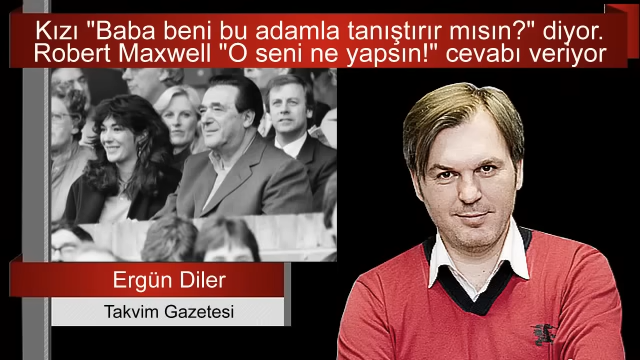 Kızı "Baba beni bu adamla tanıştırır mısın?" diyor.
Robert Maxwell "O seni ne yapsın!" cevabı veriyor
Ergün Diler
Takvim Gazetesi